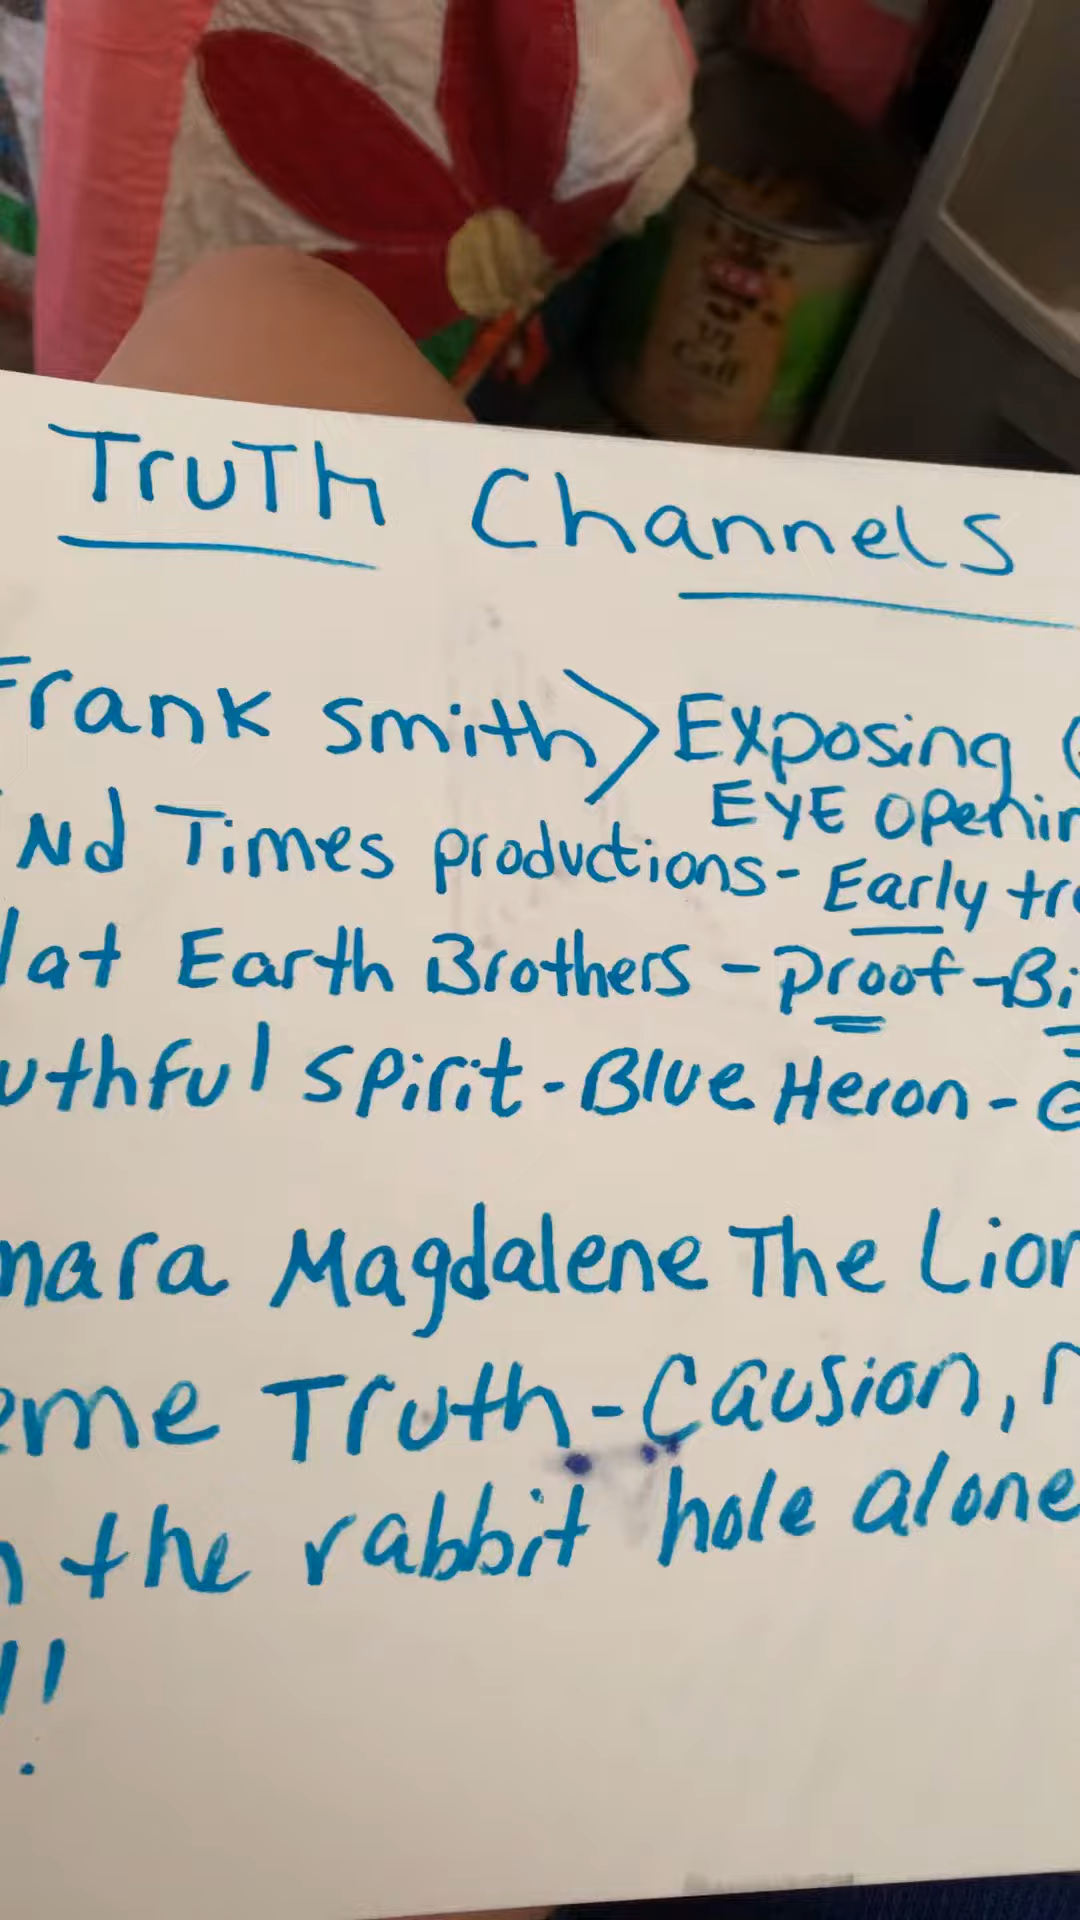 TruTh Channels
Frank smith > Exposing
EYE Openin
nd Times productions- Early tr
lat Earth Brothers - proof - Bi
uthful spirit - Blue Heron - G
mara Magdalene The Lion
eme Truth - Causion,
n the rabbit hole alone
!!